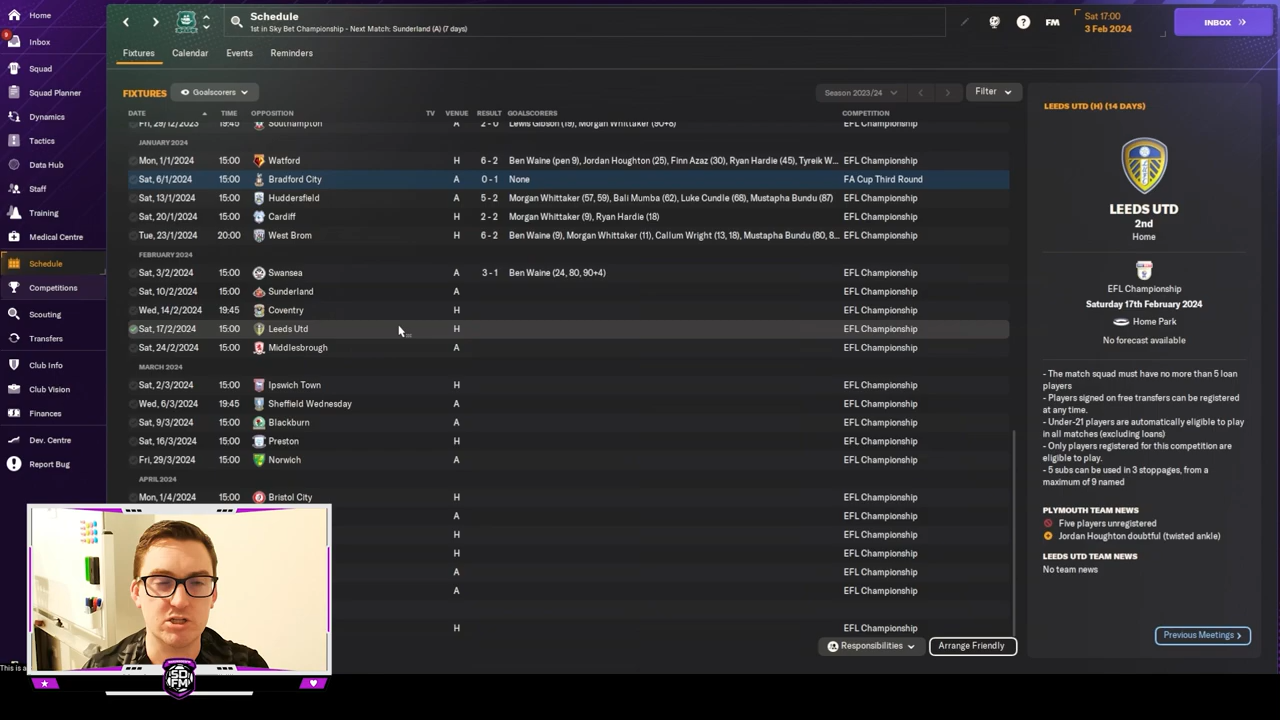 Home
9
Inbox
Squad
Squad Planner
Dynamics
Tactics
Data Hub
Staff
Training
Medical Centre
Schedule
Competitions
Scouting
Transfers
Club Info
Club Vision
Finances
Dev. Centre
Report Bug
This is a
Schedule
1st in Sky Bet Championship - Next Match: Sunderland (A) (7 days)
FM
Sat 17:00
3 Feb 2024
INBOX
Fixtures Calendar Events Reminders
FIXTURES Goalscorers Season 2023/24 Filter
DATE TIME OPPOSITION TV VENUE RESULT GOALSCORERS COMPETITION
Fri, 29/12/2023 19:45 Southampton A 2-0 Lewis Gibson (19), Morgan Whittaker (90+8) EFL Championship
JANUARY 2024
Mon, 1/1/2024 15:00 Watford H 6 - 2 Ben Waine (pen 9), Jordan Houghton (25), Finn Azaz (30), Ryan Hardie (45), Tyreik W... EFL Championship
Sat, 6/1/2024 15:00 Bradford City A 0 - 1 None FA Cup Third Round
Sat, 13/1/2024 15:00 Huddersfield A 5 - 2 Morgan Whittaker (57, 59), Bali Mumba (62), Luke Cundle (68), Mustapha Bundu (87) EFL Championship
Sat, 20/1/2024 15:00 Cardiff H 2 - 2 Morgan Whittaker (9), Ryan Hardie (18) EFL Championship
Tue, 23/1/2024 20:00 West Brom H 6 - 2 Ben Waine (9), Morgan Whittaker (11), Callum Wright (13, 18), Mustapha Bundu (80, 8... EFL Championship
FEBRUARY 2024
Sat, 3/2/2024 15:00 Swansea A 3 - 1 Ben Waine (24, 80, 90+4) EFL Championship
Sat, 10/2/2024 15:00 Sunderland A EFL Championship
Wed, 14/2/2024 19:45 Coventry H EFL Championship
Sat, 17/2/2024 15:00 Leeds Utd H EFL Championship
Sat, 24/2/2024 15:00 Middlesbrough A EFL Championship
MARCH 2024
Sat, 2/3/2024 15:00 Ipswich Town H EFL Championship
Wed, 6/3/2024 19:45 Sheffield Wednesday A EFL Championship
Sat, 9/3/2024 15:00 Blackburn A EFL Championship
Sat, 16/3/2024 15:00 Preston H EFL Championship
Fri, 29/3/2024 15:00 Norwich A EFL Championship
APRIL 2024
Mon, 1/4/2024 15:00 Bristol City H EFL Championship
A EFL Championship
H EFL Championship
H EFL Championship
A EFL Championship
A EFL Championship
H EFL Championship
Responsibilities Arrange Friendly
LEEDS UTD (H) (14 DAYS)
LEEDS UTD
2nd
Home
EFL Championship
Saturday 17th February 2024
Home Park
No forecast available
- The match squad must have no more than 5 loan
players
- Players signed on free transfers can be registered
at any time.
- Under-21 players are automatically eligible to play
in all matches (excluding loans)
- Only players registered for this competition are
eligible to play.
- 5 subs can be used in 3 stoppages, from a
maximum of 9 named
PLYMOUTH TEAM NEWS
Five players unregistered
Jordan Houghton doubtful (twisted ankle)
LEEDS UTD TEAM NEWS
No team news
Previous Meetings
SDFM